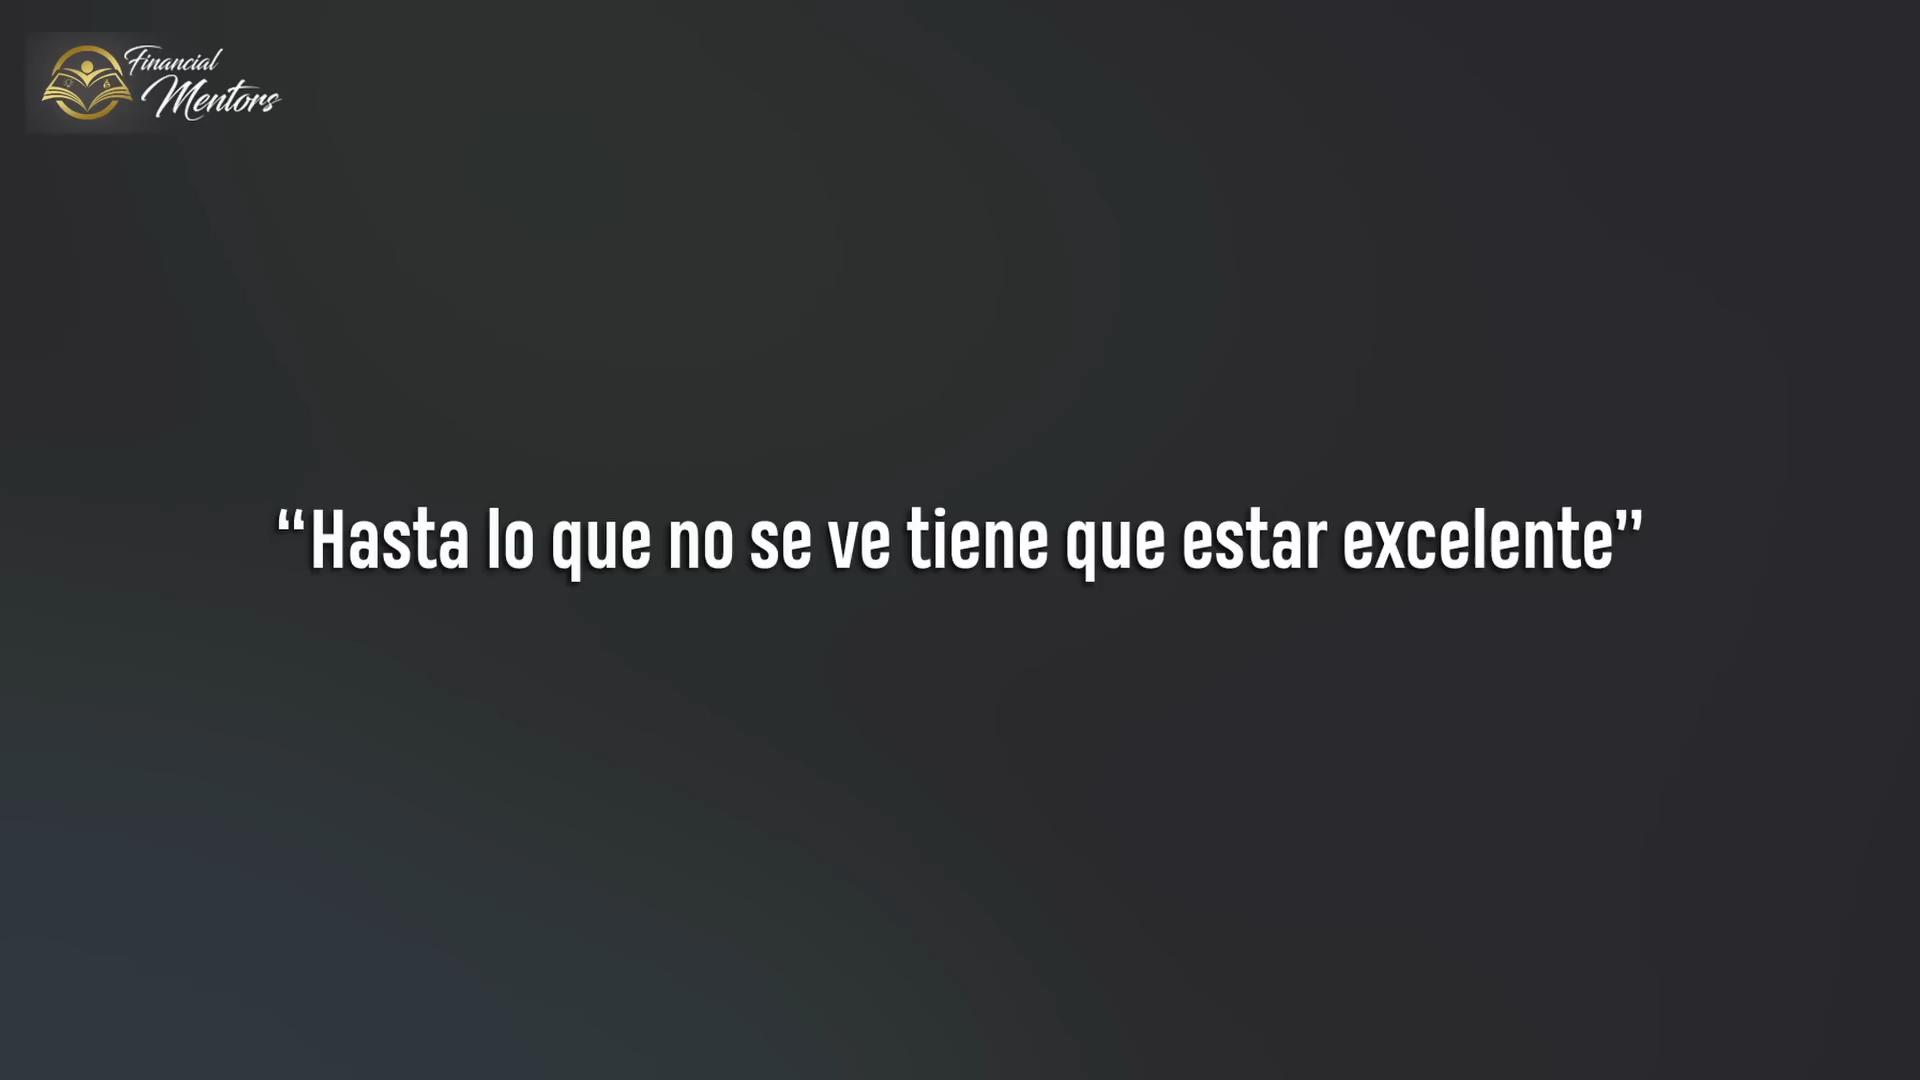 Financial
Mentors
“Hasta lo que no se ve tiene que estar excelente”